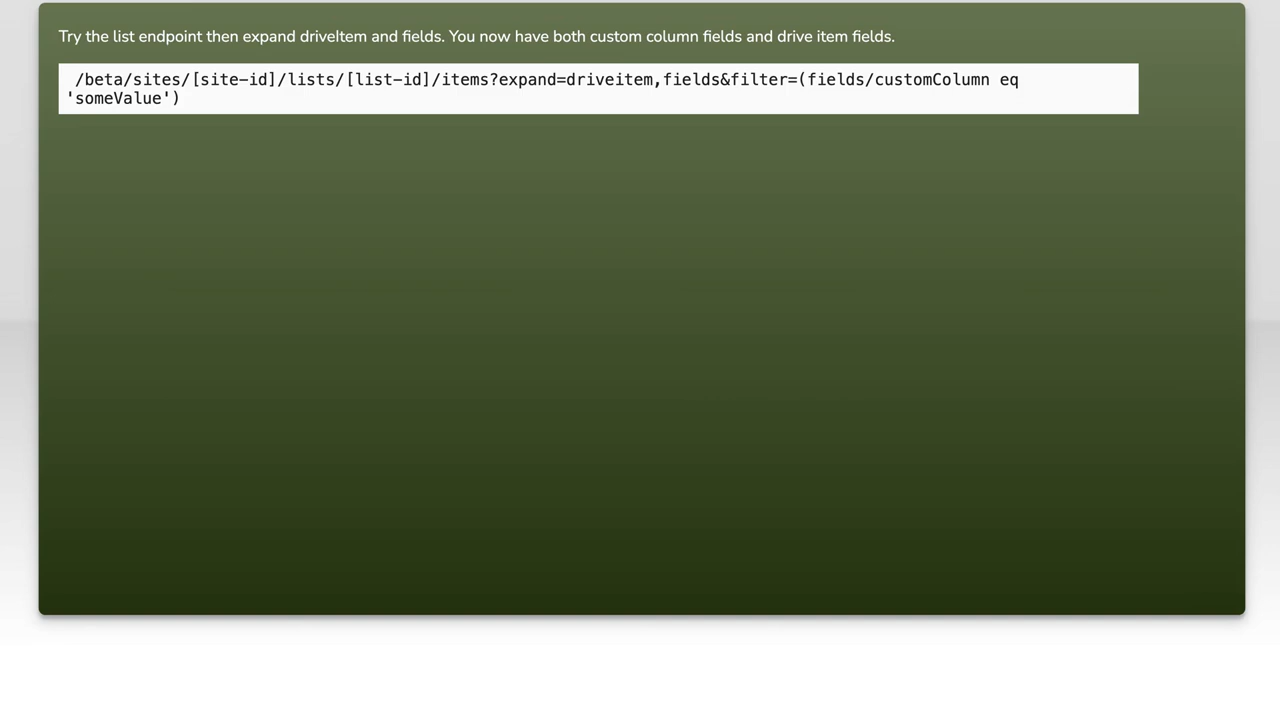 Try the list endpoint then expand driveItem and fields. You now have both custom column fields and drive item fields.
/beta/sites/[site-id]/lists/[list-id]/items?expand=driveitem,fields&filter=(fields/customColumn eq
'someValue')